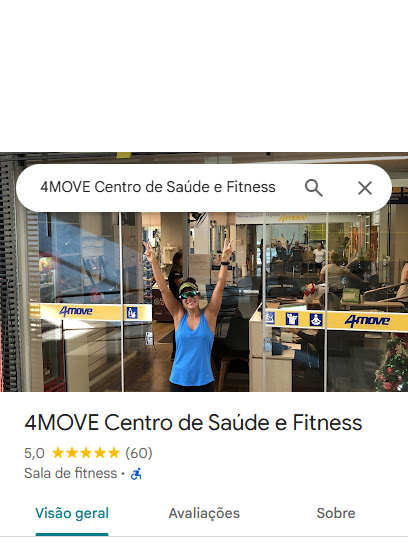 4MOVE Centro de Saúde e Fitness
4move
4move
4move
4MOVE Centro de Saúde e Fitness
5,0 (60)
Sala de fitness ·
Visão geral
Avaliações
Sobre